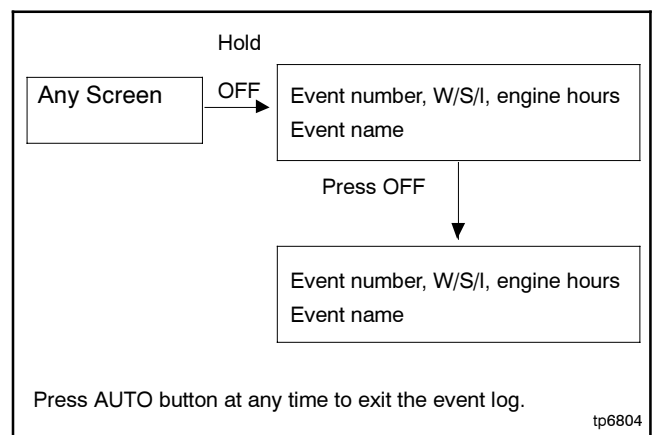 Hold
Any Screen
OFF
Event number, W/S/I, engine hours
Event name
Press OFF
Event number, W/S/I, engine hours
Event name
Press AUTO button at any time to exit the event log.
tp6804